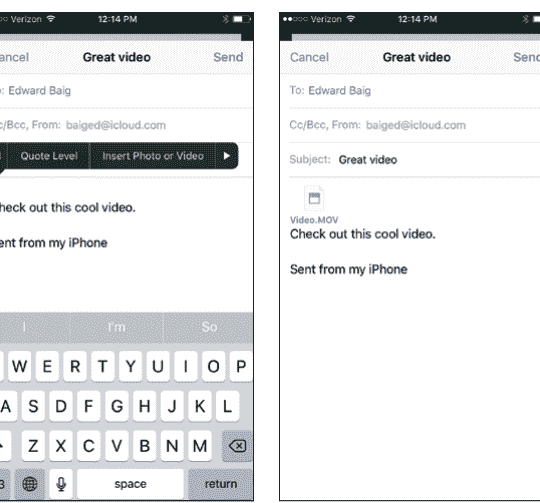 Verizon 12:14 PM
Cancel Great video Send
To: Edward Baig
Cc/Bcc, From: baiged@icloud.com
Quote Level Insert Photo or Video
Check out this cool video.
Sent from my iPhone
I I'm So
W E R T Y U I O P
A S D F G H J K L
Z X C V B N M
space return
Verizon 12:14 PM
Cancel Great video Send
To: Edward Baig
Cc/Bcc, From: baiged@icloud.com
Subject: Great video
Video.MOV
Check out this cool video.
Sent from my iPhone